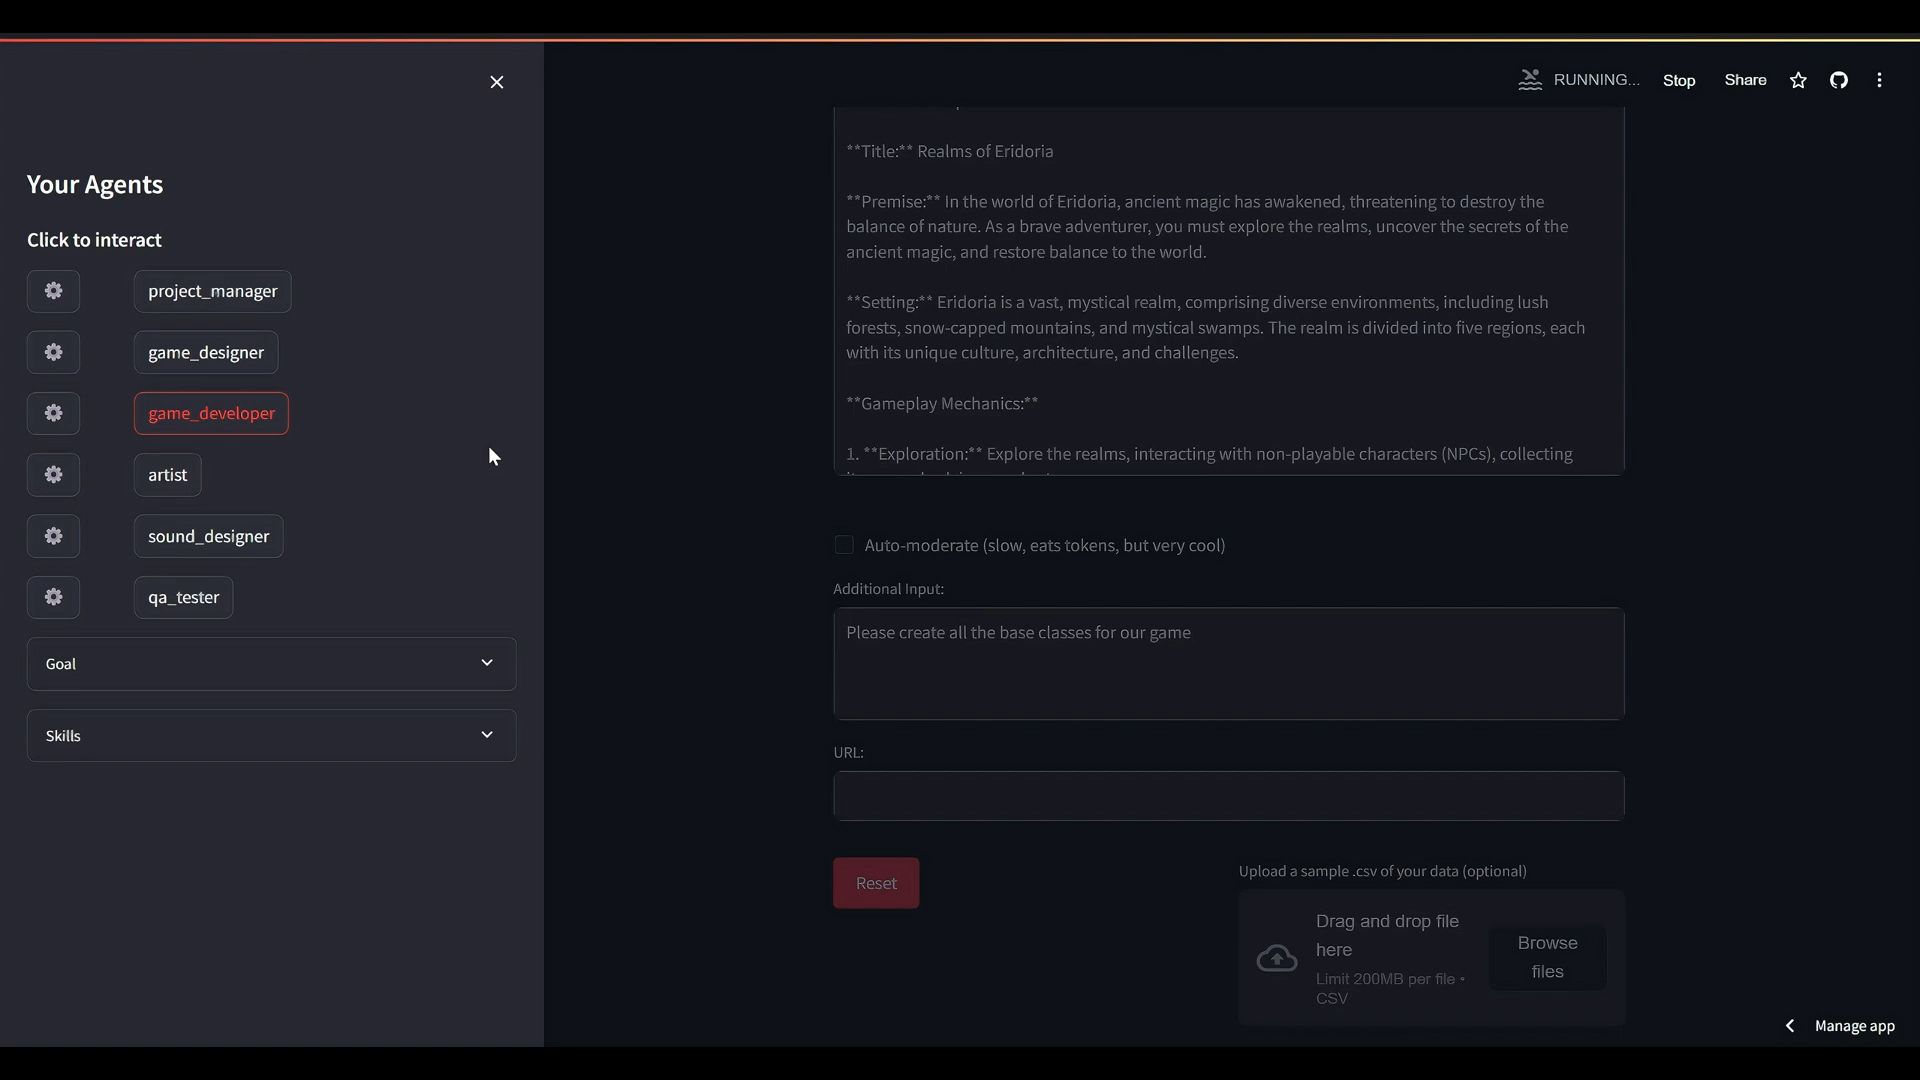 RUNNING...
Stop
Share
Your Agents
Click to interact
project_manager
game_designer
game_developer
artist
sound_designer
qa_tester
Goal
Skills
**Title:** Realms of Eridoria
**Premise:** In the world of Eridoria, ancient magic has awakened, threatening to destroy the
balance of nature. As a brave adventurer, you must explore the realms, uncover the secrets of the
ancient magic, and restore balance to the world.
**Setting:** Eridoria is a vast, mystical realm, comprising diverse environments, including lush
forests, snow-capped mountains, and mystical swamps. The realm is divided into five regions, each
with its unique culture, architecture, and challenges.
**Gameplay Mechanics:**
1. **Exploration:** Explore the realms, interacting with non-playable characters (NPCs), collecting
Auto-moderate (slow, eats tokens, but very cool)
Additional Input:
Please create all the base classes for our game
URL:
Reset
Upload a sample .csv of your data (optional)
Drag and drop file
here
Limit 200MB per file •
CSV
Browse
files
Manage app